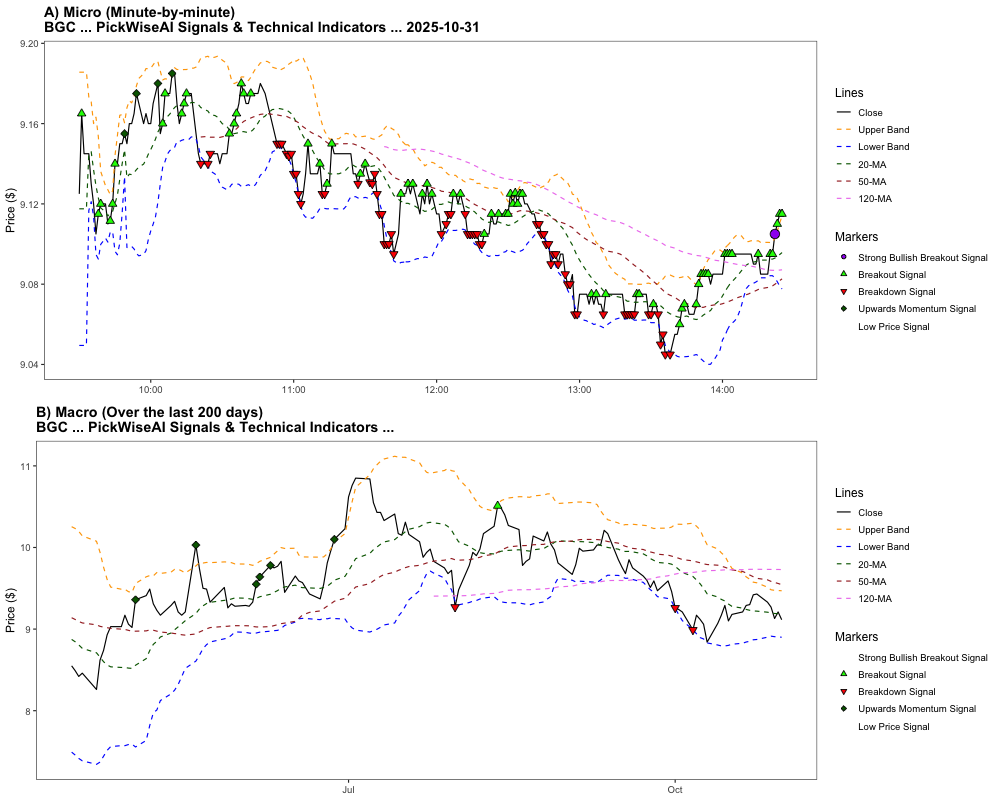 A) Micro (Minute-by-minute)
BGC ... PickWiseAI Signals & Technical Indicators ... 2025-10-31
9.20
9.16
9.12
9.08
9.04
Price ($)
10:00
11:00
12:00
13:00
14:00
Lines
Close
Upper Band
Lower Band
20-MA
50-MA
120-MA
Markers
Strong Bullish Breakout Signal
Breakout Signal
Breakdown Signal
Upwards Momentum Signal
Low Price Signal
B) Macro (Over the last 200 days)
BGC ... PickWiseAI Signals & Technical Indicators ...
11
10
9
8
Price ($)
Jul
Oct
Lines
Close
Upper Band
Lower Band
20-MA
50-MA
120-MA
Markers
Strong Bullish Breakout Signal
Breakout Signal
Breakdown Signal
Upwards Momentum Signal
Low Price Signal